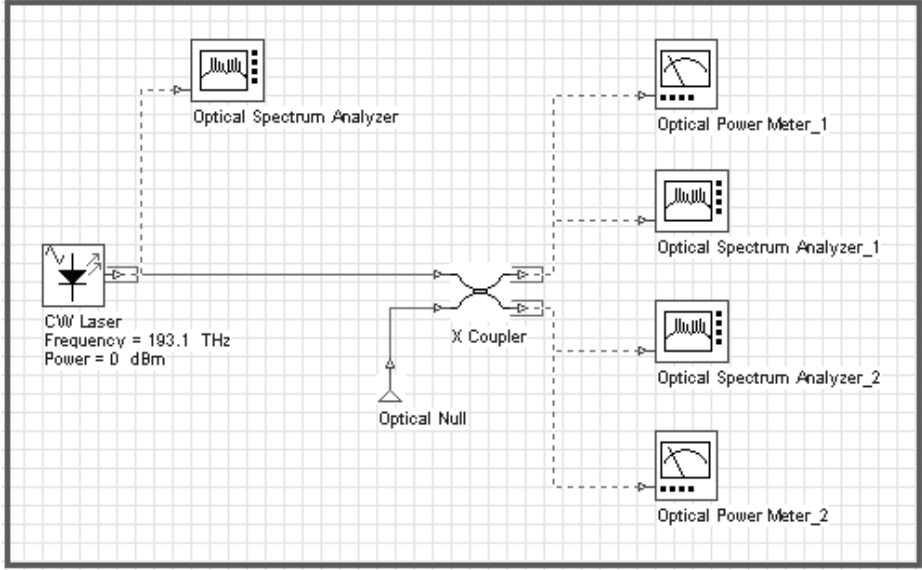 Optical Spectrum Analyzer
Optical Power Meter_1
Optical Spectrum Analyzer_1
CW Laser
Frequency = 193.1 THz
Power = 0 dBm
X Coupler
Optical Spectrum Analyzer_2
Optical Null
Optical Power Meter_2